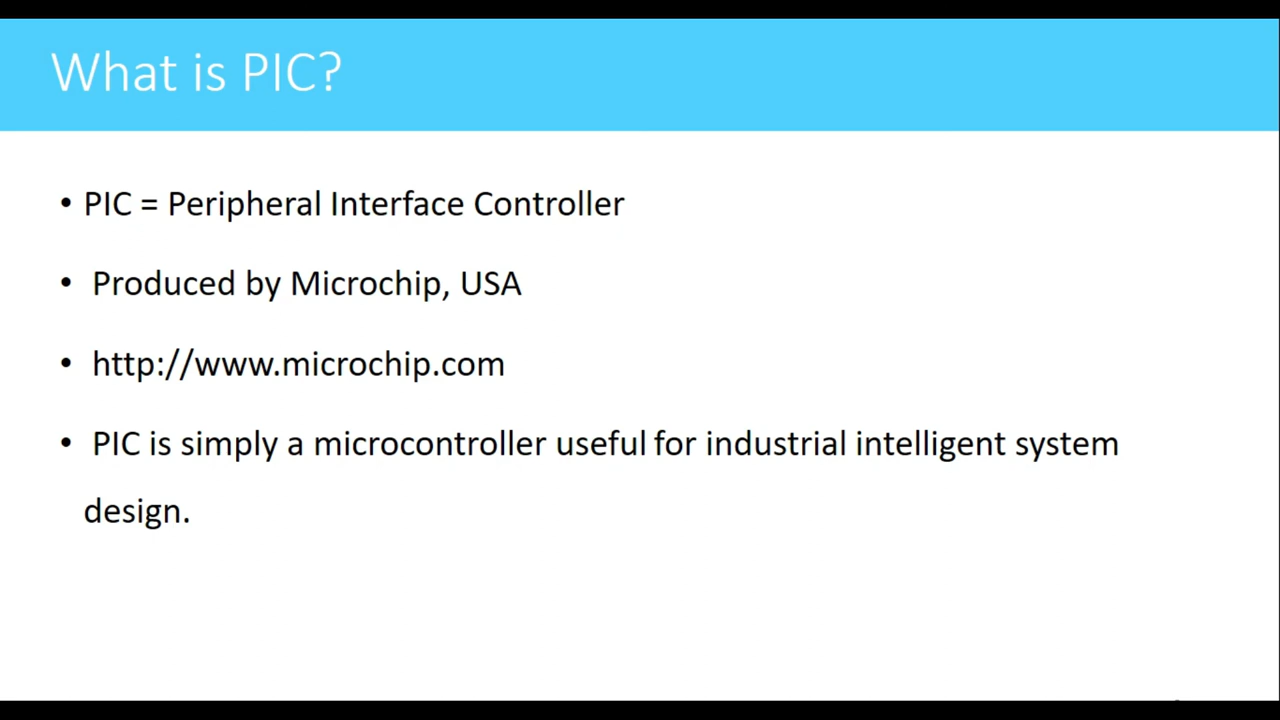 What is PIC?
• PIC = Peripheral Interface Controller
• Produced by Microchip, USA
• http://www.microchip.com
• PIC is simply a microcontroller useful for industrial intelligent system
design.